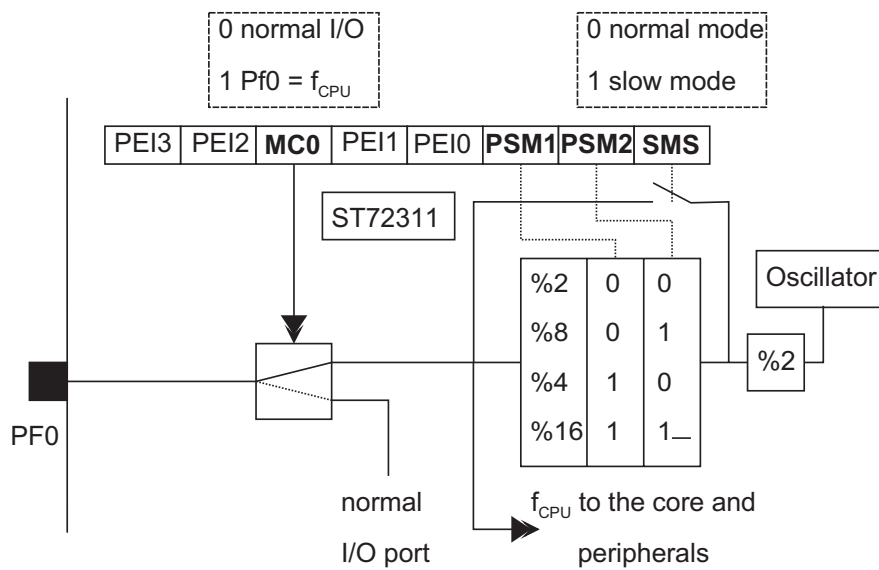 0 normal I/O
1 Pf0 = fCPU
0 normal mode
1 slow mode
PEI3 PEI2 MC0 PEI1 PEI0 PSM1 PSM2 SMS
ST72311
Oscillator
%2 0 0
%8 0 1
%4 1 0
%16 1 1
%2
PF0
normal
I/O port
fCPU to the core and
peripherals